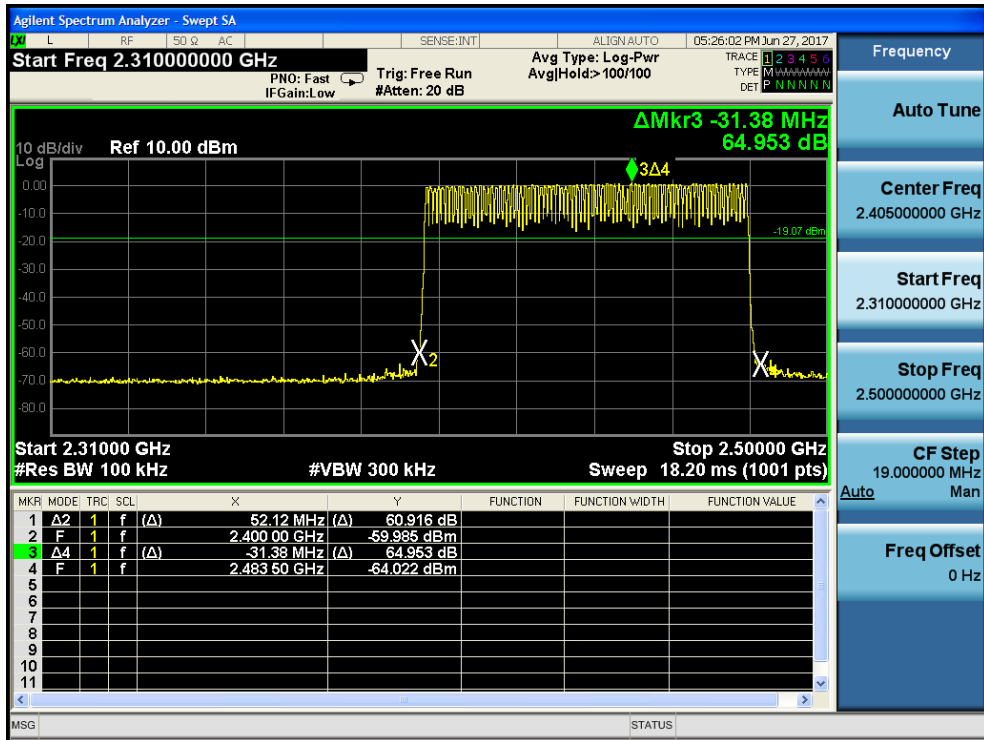 Agilent Spectrum Analyzer - Swept SA
LXI L RF 50 Ω AC SENSE:INT ALIGN AUTO 05:26:02 PM Jun 27, 2017
Start Freq 2.310000000 GHz
PNO: Fast
IFGain:Low
Trig: Free Run
#Atten: 20 dB
Avg Type: Log-Pwr
Avg|Hold:> 100/100
TRACE 1 2 3 4 5 6
TYPE M
DET P N N N N N
ΔMkr3 -31.38 MHz
64.953 dB
10 dB/div Ref 10.00 dBm
Log
0.00
-10.0
-20.0
-30.0
-40.0
-50.0
-60.0
-70.0
-80.0
3Δ4
-19.07 dBm
2
Start 2.31000 GHz Stop 2.50000 GHz
#Res BW 100 kHz #VBW 300 kHz Sweep 18.20 ms (1001 pts)
MKR MODE TRC SCL X Y FUNCTION FUNCTION WIDTH FUNCTION VALUE
1 Δ2 1 f (Δ) 52.12 MHz (Δ) 60.916 dB
2 F 1 f 2.400 00 GHz -59.985 dBm
3 Δ4 1 f (Δ) -31.38 MHz (Δ) 64.953 dB
4 F 1 f 2.483 50 GHz -64.022 dBm
5
6
7
8
9
10
11
MSG STATUS
Frequency
Auto Tune
Center Freq
2.405000000 GHz
Start Freq
2.310000000 GHz
Stop Freq
2.500000000 GHz
CF Step
19.000000 MHz
Auto Man
Freq Offset
0 Hz